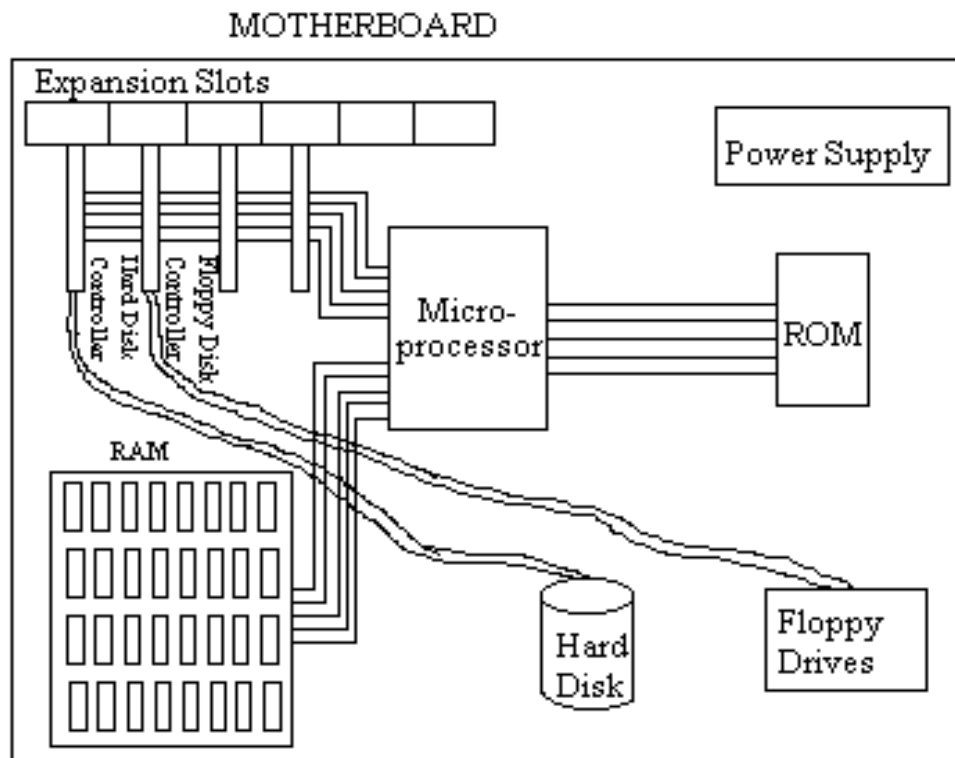 MOTHERBOARD
Expansion Slots
Power Supply
Hard Disk
Controller
Floppy Disk
Controller
Micro-
processor
ROM
RAM
Hard
Disk
Floppy
Drives